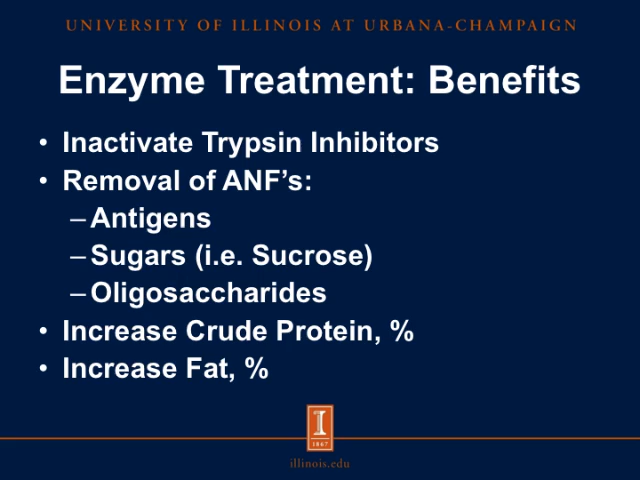 UNIVERSITY OF ILLINOIS AT URBANA-CHAMPAIGN
Enzyme Treatment: Benefits
• Inactivate Trypsin Inhibitors
• Removal of ANF’s:
– Antigens
– Sugars (i.e. Sucrose)
– Oligosaccharides
• Increase Crude Protein, %
• Increase Fat, %
I
1867
illinois.edu